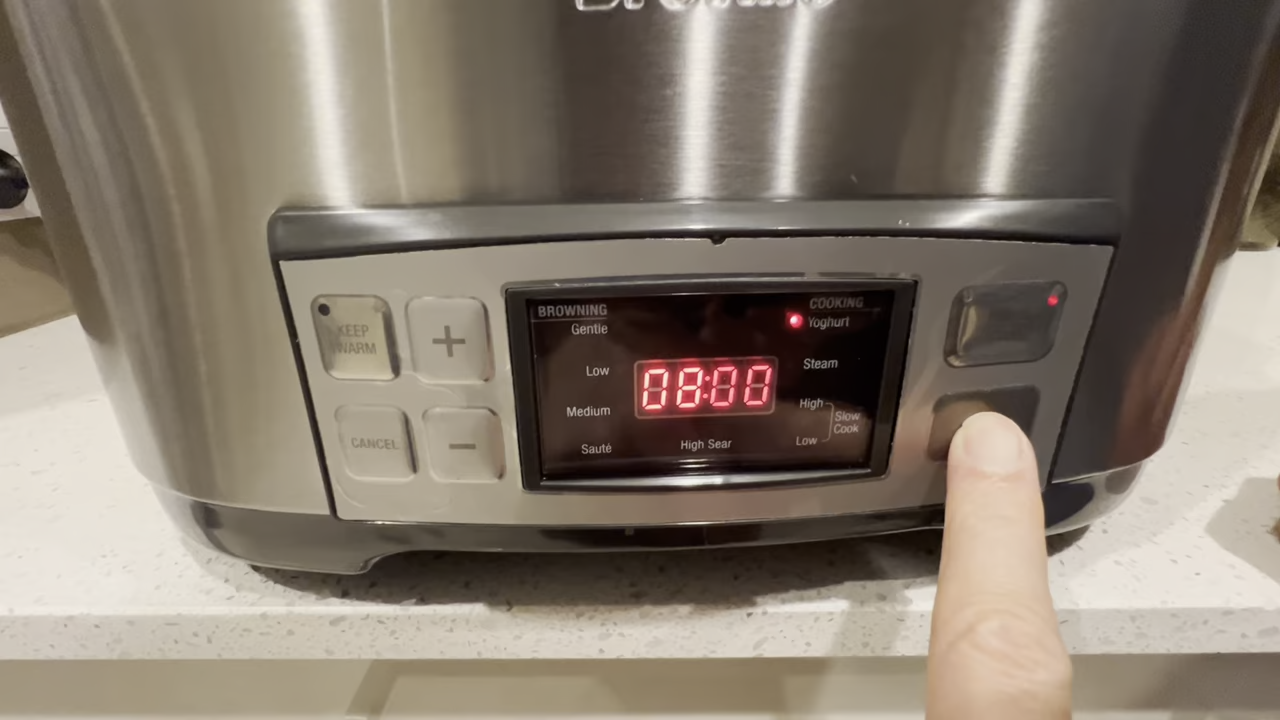 KEEP
WARM
+
CANCEL
−
BROWNING
Gentle
Low
Medium
Sauté
08:00
High Sear
COOKING
Yoghurt
Steam
High
Low
Slow
Cook